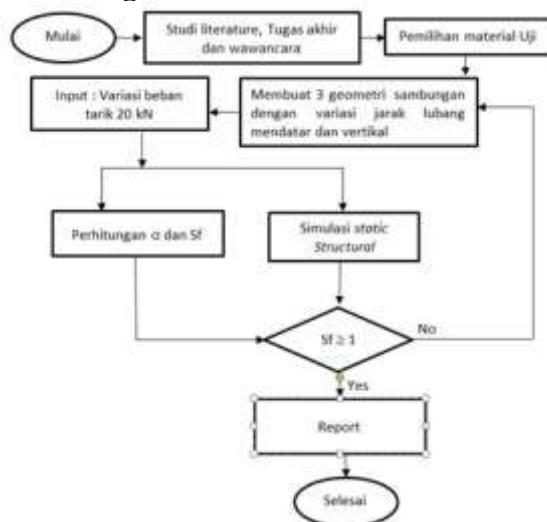 Mulai
Studi literature, Tugas akhir
dan wawancara
Pemilihan material Uji
Input : Variasi beban
tarik 20 kN
Membuat 3 geometri sambungan
dengan variasi jarak lubang
mendatar dan vertikal
Perhitungan α dan Sf
Simulasi static
Structural
Sf ≥ 1
No
Yes
Report
Selesai